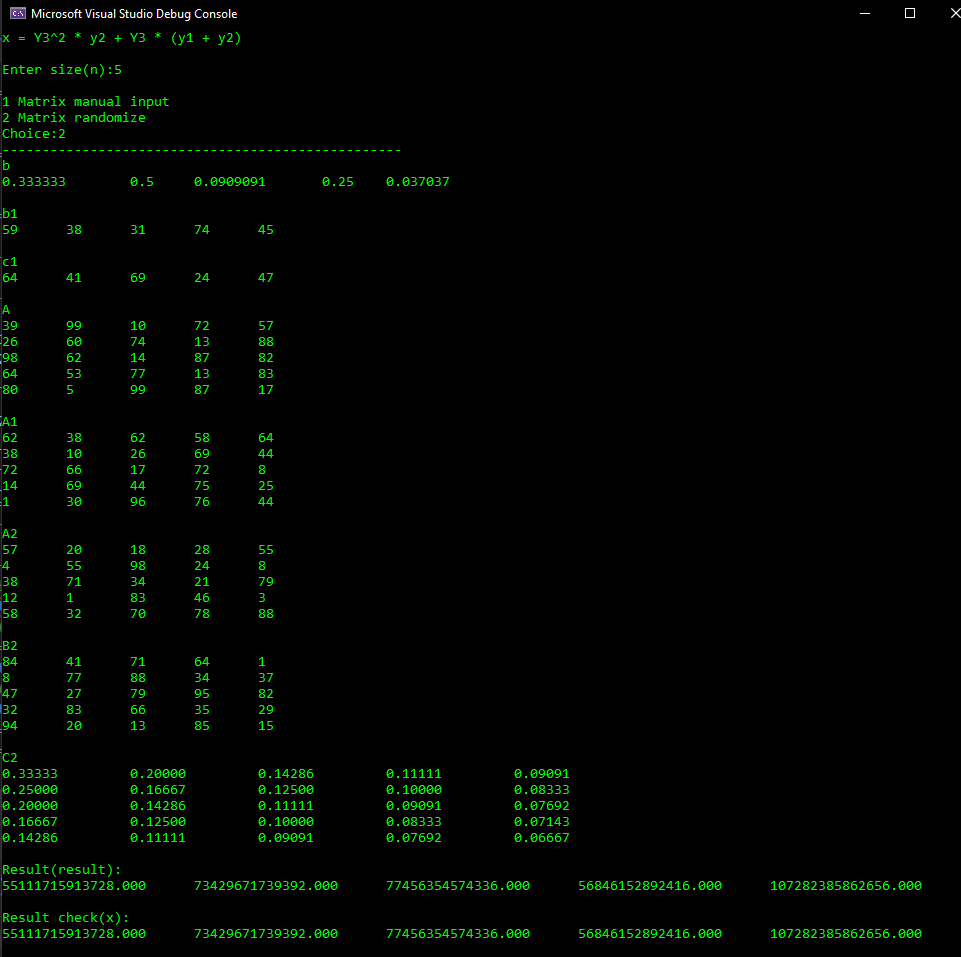 Microsoft Visual Studio Debug Console
x = Y3^2 * y2 + Y3 * (y1 + y2)
Enter size(n):5
1 Matrix manual input
2 Matrix randomize
Choice:2
--------------------------------------------------
b
0.333333 0.5 0.0909091 0.25 0.037037
b1
59 38 31 74 45
c1
64 41 69 24 47
A
39 99 10 72 57
26 60 74 13 88
98 62 14 87 82
64 53 77 13 83
80 5 99 87 17
A1
62 38 62 58 64
38 10 26 69 44
72 66 17 72 8
14 69 44 75 25
1 30 96 76 44
A2
57 20 18 28 55
4 55 98 24 8
38 71 34 21 79
12 1 83 46 3
58 32 70 78 88
B2
84 41 71 64 1
8 77 88 34 37
47 27 79 95 82
32 83 66 35 29
94 20 13 85 15
C2
0.33333 0.20000 0.14286 0.11111 0.09091
0.25000 0.16667 0.12500 0.10000 0.08333
0.20000 0.14286 0.11111 0.09091 0.07692
0.16667 0.12500 0.10000 0.08333 0.07143
0.14286 0.11111 0.09091 0.07692 0.06667
Result(result):
55111715913728.000 73429671739392.000 77456354574336.000 56846152892416.000 107282385862656.000
Result check(x):
55111715913728.000 73429671739392.000 77456354574336.000 56846152892416.000 107282385862656.000